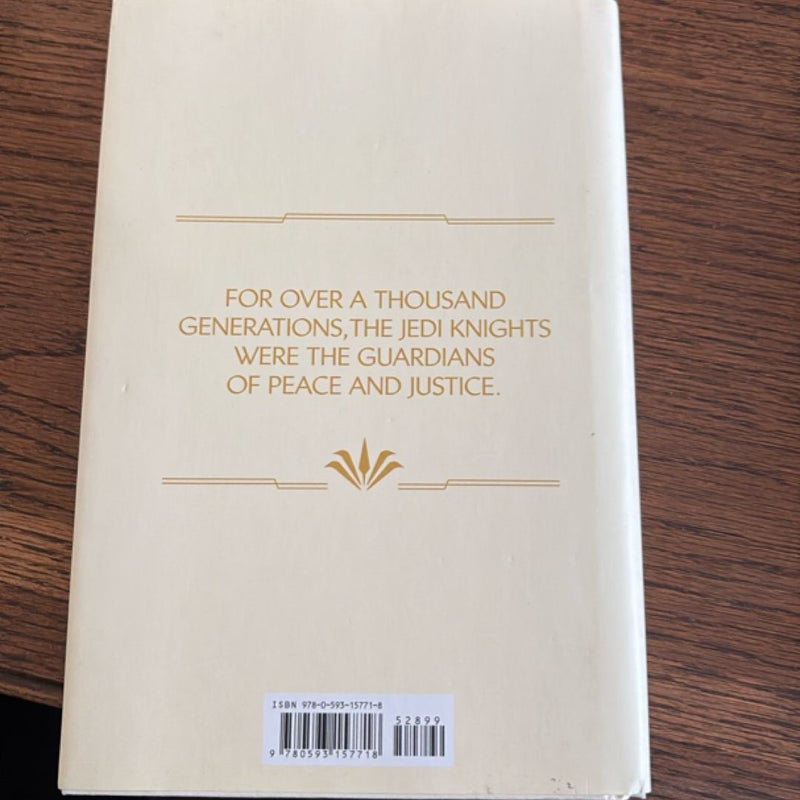 FOR OVER A THOUSAND
GENERATIONS, THE JEDI KNIGHTS
WERE THE GUARDIANS
OF PEACE AND JUSTICE.
ISBN 978-0-593-15771-8
52899
9 780593 157718